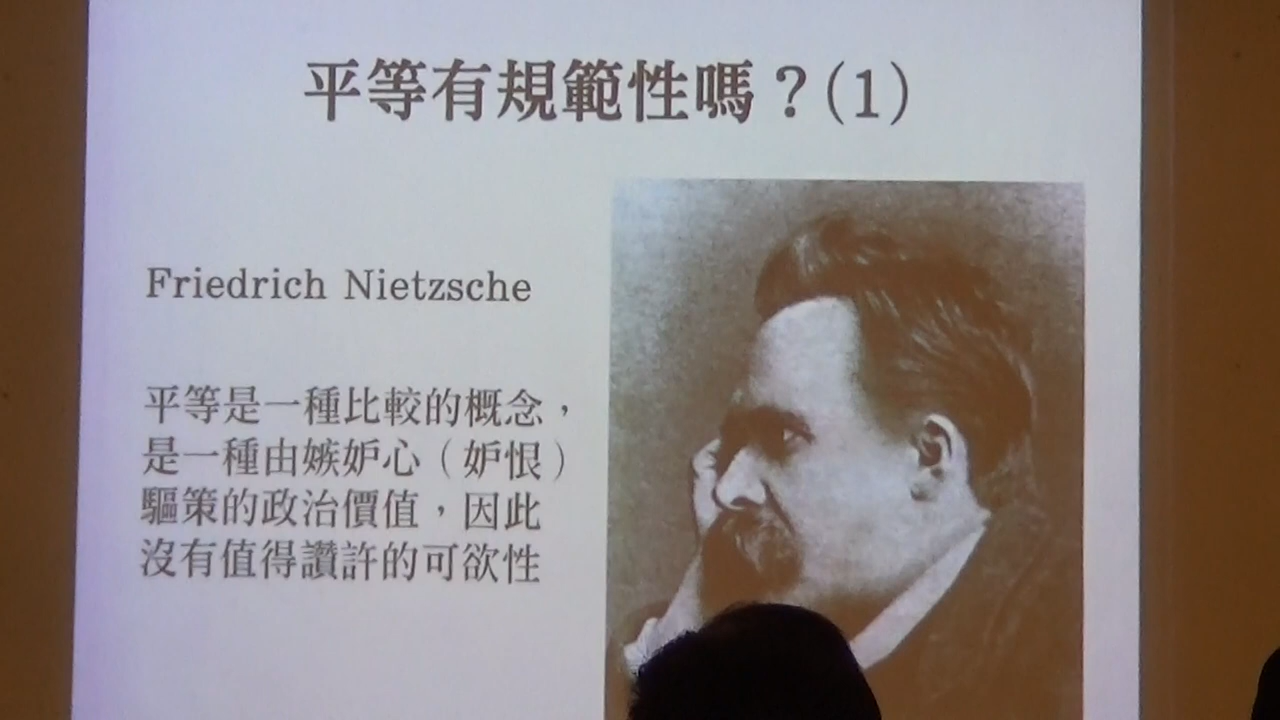 平等有規範性嗎？(1)
Friedrich Nietzsche
平等是一種比較的概念，
是一種由嫉妒心（妒恨）
驅策的政治價值，因此
沒有值得讚許的可欲性